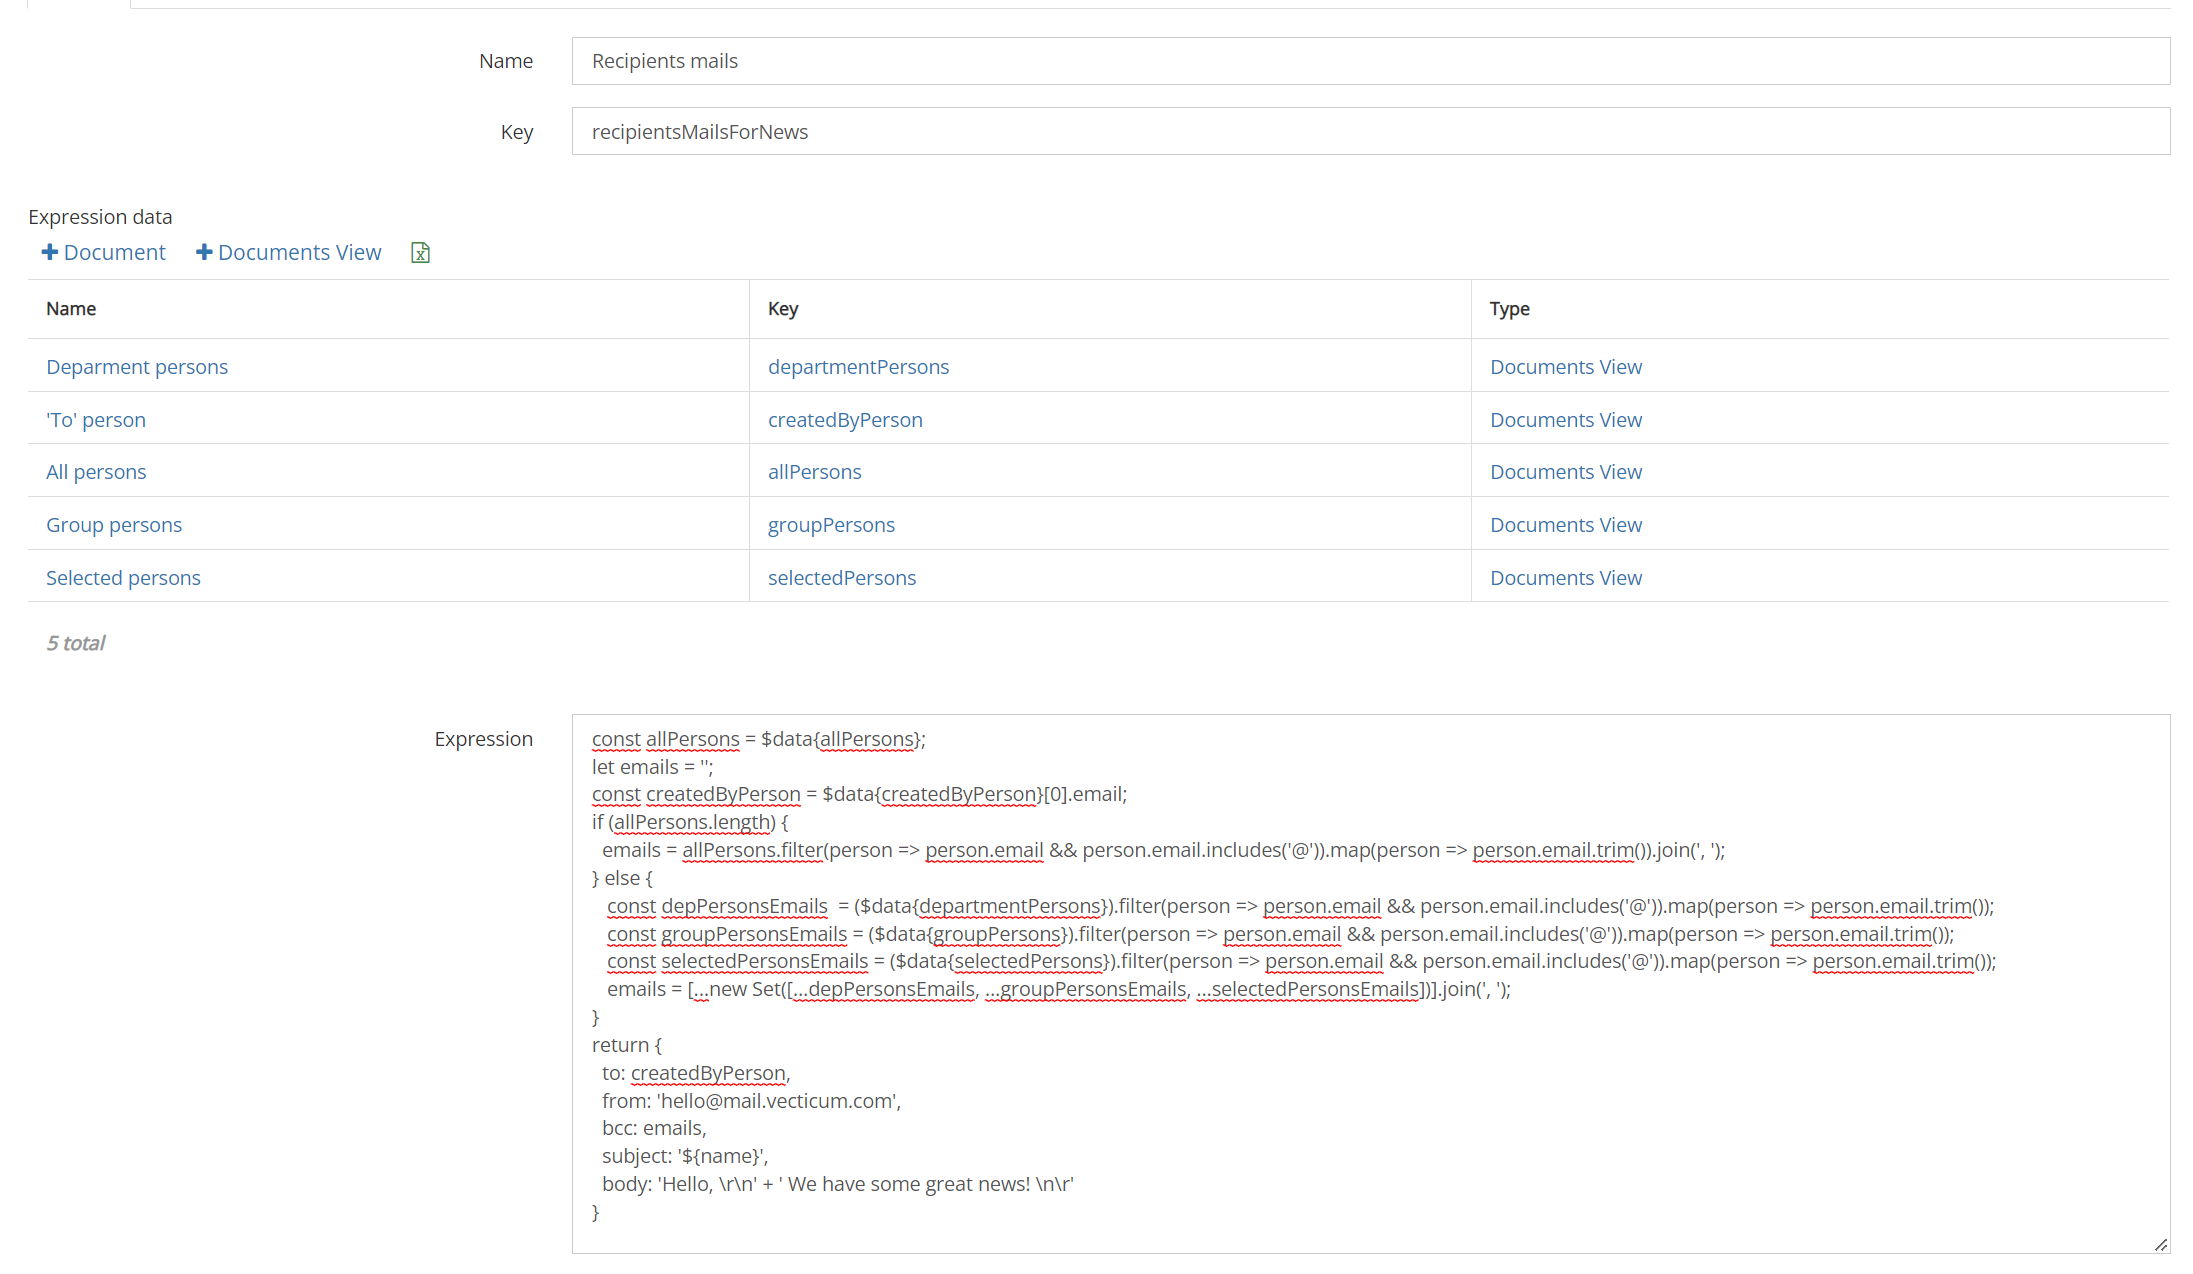 Name Recipients mails
Key recipientsMailsForNews
Expression data
Document Documents View
Name Key Type
Deparment persons departmentPersons Documents View
'To' person createdByPerson Documents View
All persons allPersons Documents View
Group persons groupPersons Documents View
Selected persons selectedPersons Documents View
5 total
Expression
const allPersons = $data{allPersons};
let emails = '';
const createdByPerson = $data{createdByPerson}[0].email;
if (allPersons.length) {
  emails = allPersons.filter(person => person.email && person.email.includes('@')).map(person => person.email.trim()).join(', ');
} else {
   const depPersonsEmails  = ($data{departmentPersons}).filter(person => person.email && person.email.includes('@')).map(person => person.email.trim());
   const groupPersonsEmails = ($data{groupPersons}).filter(person => person.email && person.email.includes('@')).map(person => person.email.trim());
   const selectedPersonsEmails = ($data{selectedPersons}).filter(person => person.email && person.email.includes('@')).map(person => person.email.trim());
   emails = [...new Set([...depPersonsEmails, ...groupPersonsEmails, ...selectedPersonsEmails])].join(', ');
}
return {
  to: createdByPerson,
  from: 'hello@mail.vecticum.com',
  bcc: emails,
  subject: '${name}',
  body: 'Hello, \r\n' + ' We have some great news! \n\r'
}